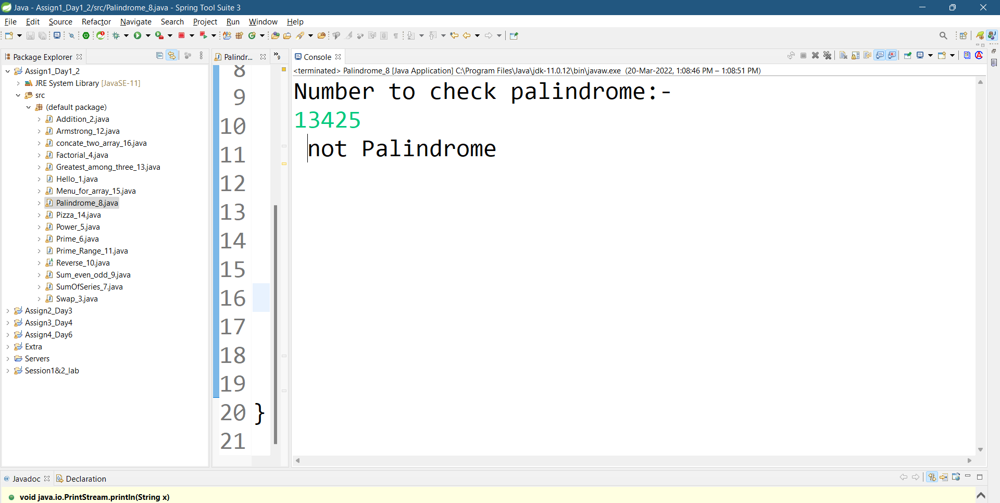 Java - Assign1_Day1_2/src/Palindrome_8.java - Spring Tool Suite 3
File Edit Source Refactor Navigate Search Project Run Window Help
Package Explorer
Assign1_Day1_2
JRE System Library [JavaSE-11]
src
(default package)
Addition_2.java
Armstrong_12.java
concate_two_array_16.java
Factorial_4.java
Greatest_among_three_13.java
Hello_1.java
Menu_for_array_15.java
Palindrome_8.java
Pizza_14.java
Power_5.java
Prime_6.java
Prime_Range_11.java
Reverse_10.java
Sum_even_odd_9.java
SumOfSeries_7.java
Swap_3.java
Assign2_Day3
Assign3_Day4
Assign4_Day6
Extra
Servers
Session1&2_lab
Palindr... »9
8
9
10
11
12
13
14
15
16
17
18
19
20 }
21
Console
<terminated> Palindrome_8 [Java Application] C:\Program Files\Java\jdk-11.0.12\bin\javaw.exe (20-Mar-2022, 1:08:46 PM – 1:08:51 PM)
Number to check palindrome:-
13425
not Palindrome
@ Javadoc Declaration
void java.io.PrintStream.println(String x)